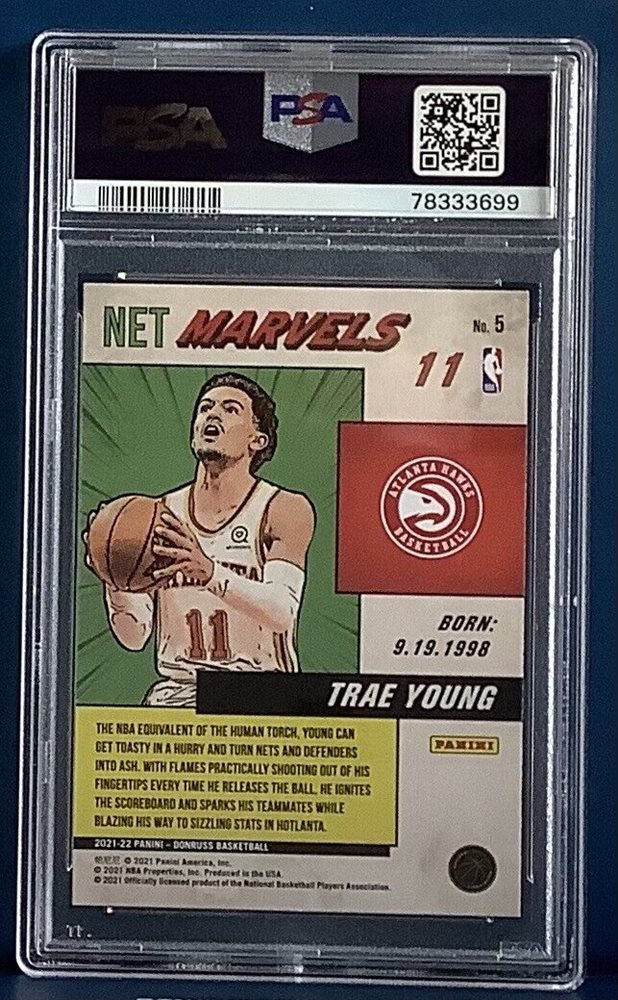 PSA
PSA
78333699
NET MARVELS
No. 5
11
ATLANTA HAWKS
BASKETBALL
11
BORN:
9.19.1998
TRAE YOUNG
PANINI
THE NBA EQUIVALENT OF THE HUMAN TORCH, YOUNG CAN
GET TOASTY IN A HURRY AND TURN NETS AND DEFENDERS
INTO ASH. WITH FLAMES PRACTICALLY SHOOTING OUT OF HIS
FINGERTIPS EVERY TIME HE RELEASES THE BALL, HE IGNITES
THE SCOREBOARD AND SPARKS HIS TEAMMATES WHILE
BLAZING HIS WAY TO SIZZLING STATS IN HOTLANTA.
2021-22 PANINI – DONRUSS BASKETBALL
帕尼尼 © 2021 Panini America, Inc.
© 2021 NBA Properties, Inc. Produced in the USA.
© 2021 Officially licensed product of the National Basketball Players Association.
PSA